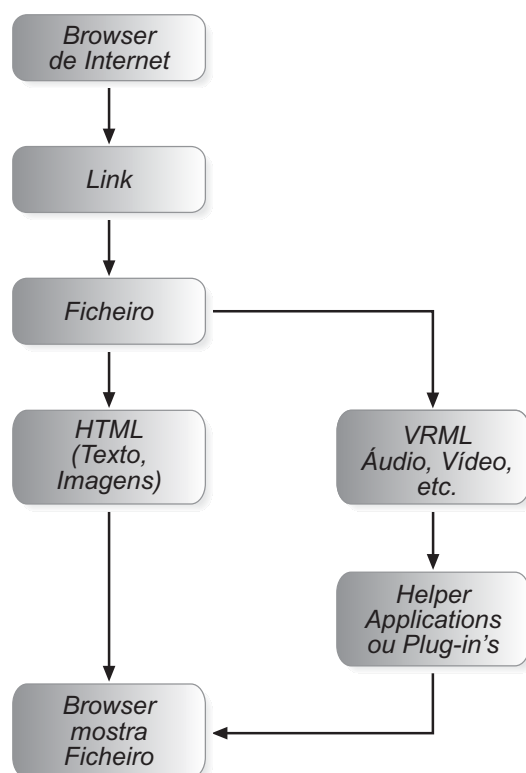 Browser
de Internet
Link
Ficheiro
HTML
(Texto,
Imagens)
VRML
Áudio, Vídeo,
etc.
Helper
Applications
ou Plug-in’s
Browser
mostra
Ficheiro